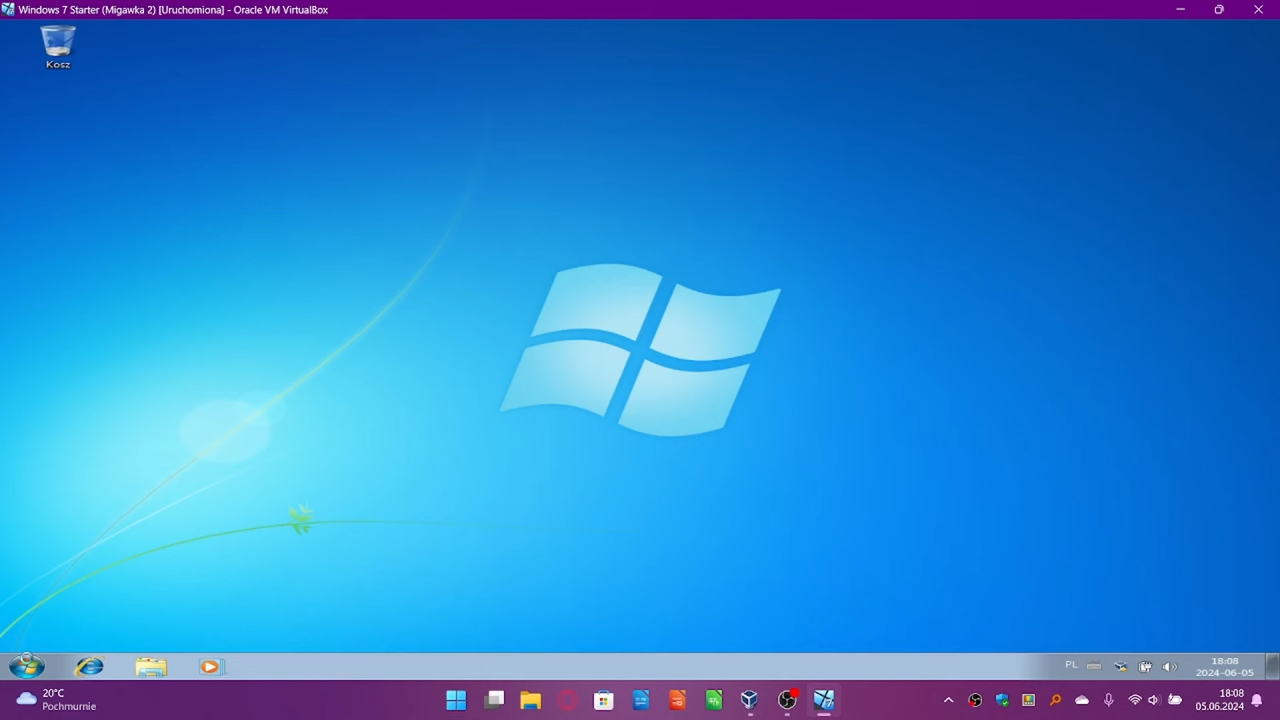 Windows 7 Starter (Migawka 2) [Uruchomiona] - Oracle VM VirtualBox
Kosz
PL
18:08
2024-06-05
20°C
Pochmurnie
18:08
05.06.2024